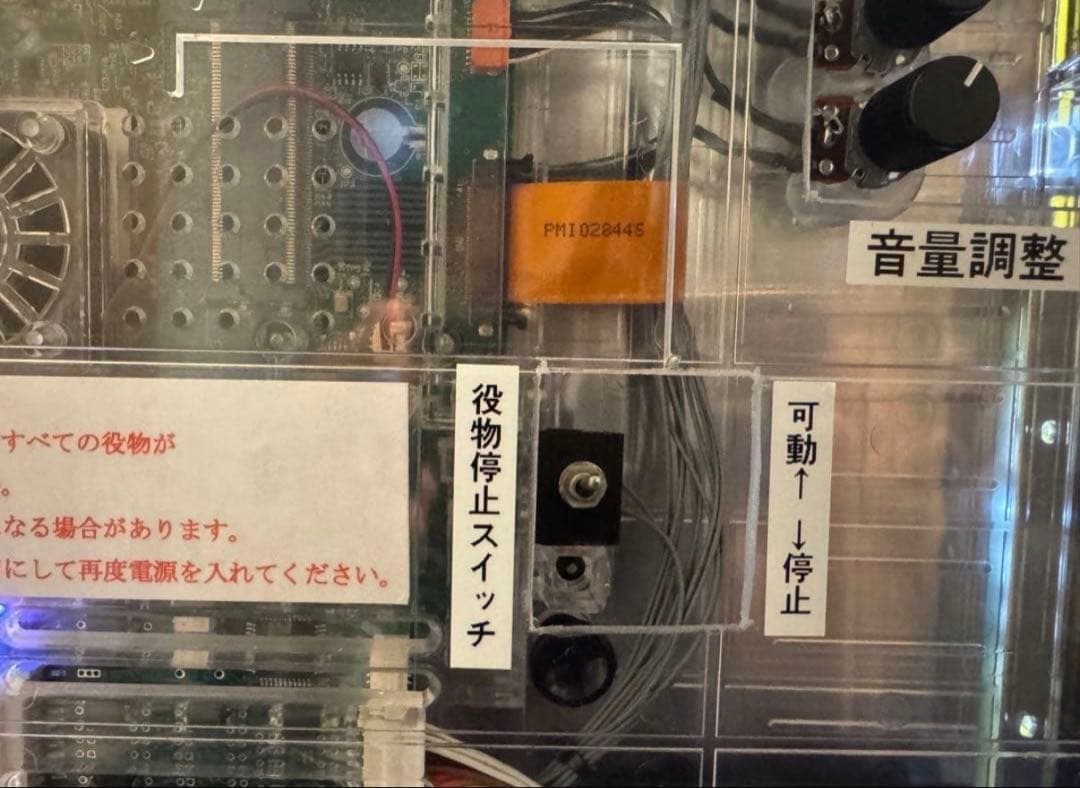 PMI028445
音量調整
役物停止スイッチ
可動↑ ↓停止
すべての役物が
。
なる場合があります。
にして再度電源を入れてください。